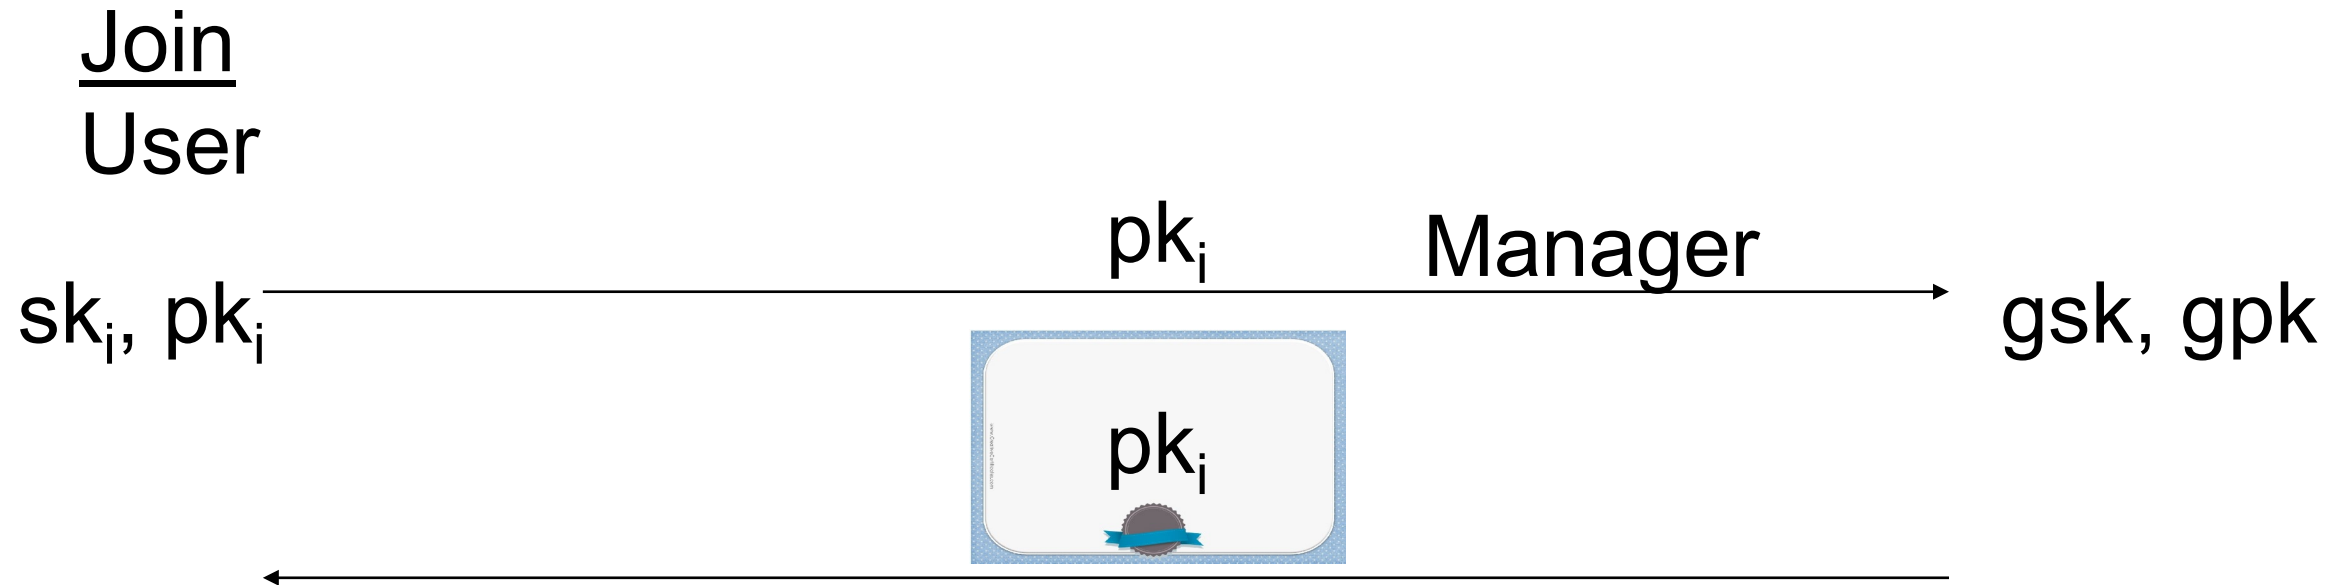 Join
User
pkᵢ
Manager
skᵢ, pkᵢ
gsk, gpk
pkᵢ